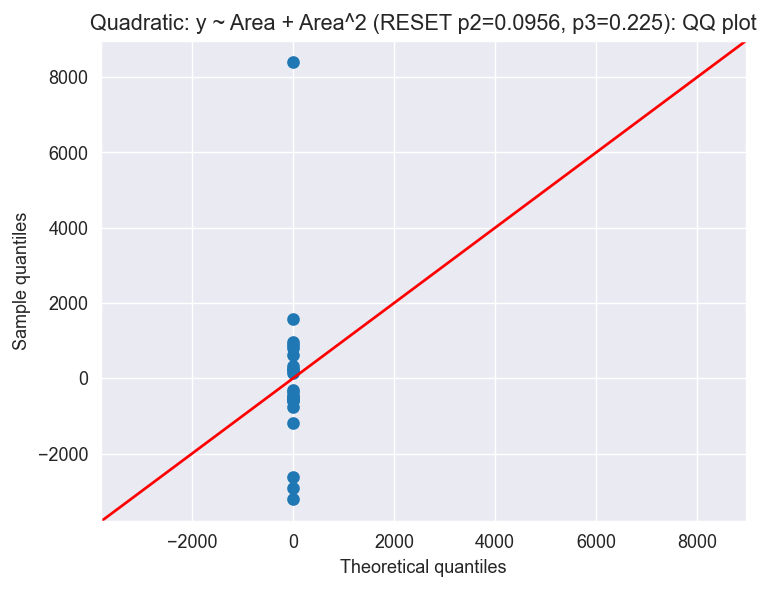 Quadratic: y ~ Area + Area^2 (RESET p2=0.0956, p3=0.225): QQ plot
8000
6000
4000
2000
0
−2000
Sample quantiles
−2000 0 2000 4000 6000 8000
Theoretical quantiles